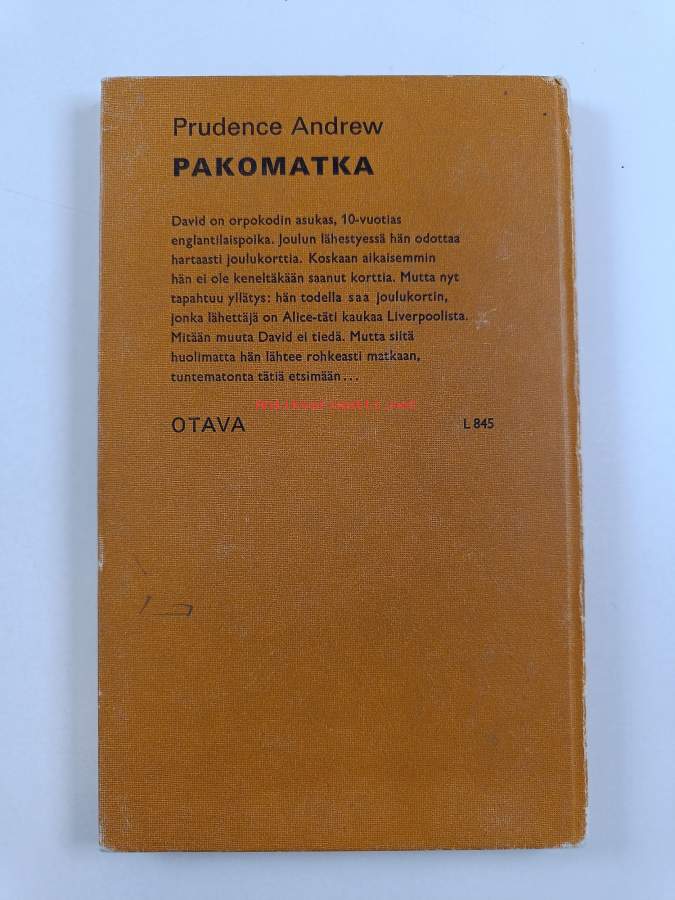 Prudence Andrew
PAKOMATKA
David on orpokodin asukas, 10-vuotias
englantilaispoika. Joulun lähestyessä hän odottaa
hartaasti joulukorttia. Koskaan aikaisemmin
hän ei ole keneltäkään saanut korttia. Mutta nyt
tapahtuu yllätys: hän todella saa joulukortin,
jonka lähettäjä on Alice-täti kaukaa Liverpoolista.
Mitään muuta David ei tiedä. Mutta siitä
huolimatta hän lähtee rohkeasti matkaan,
tuntematonta tätiä etsimään...
OTAVA
L 845